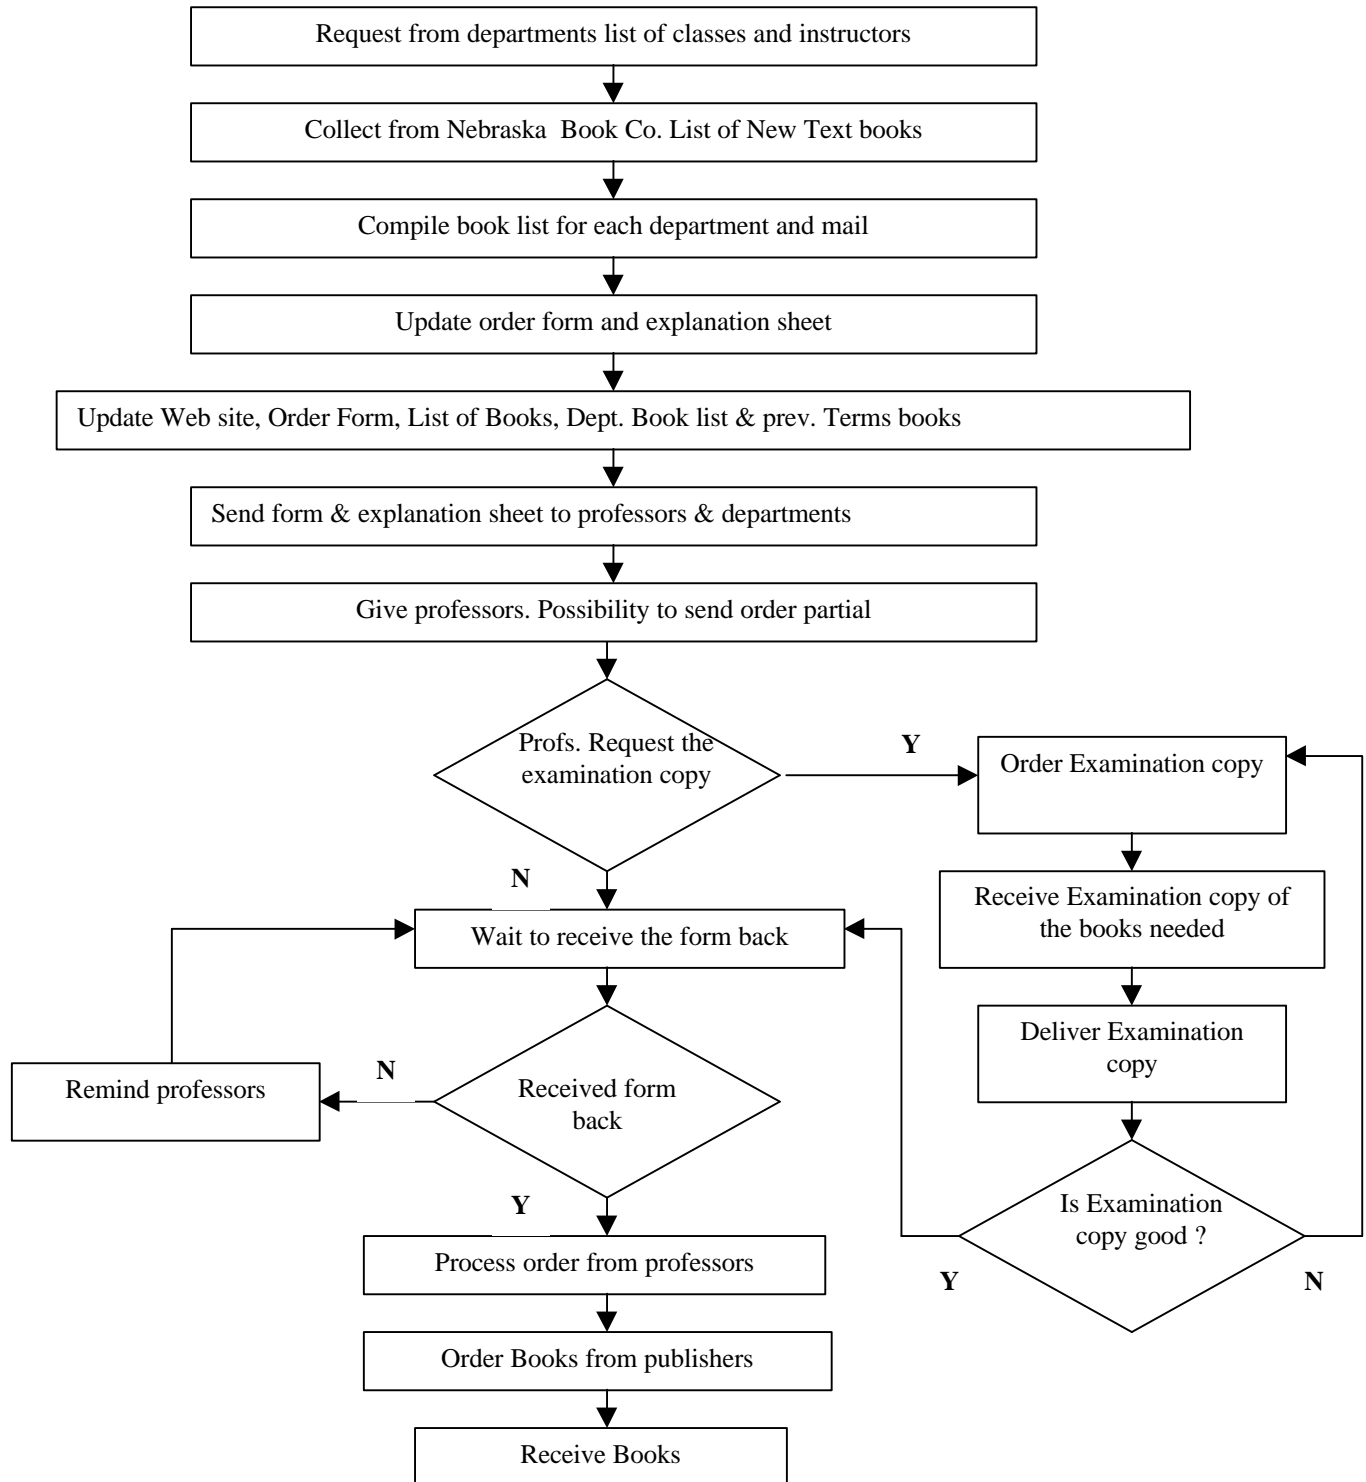 Request from departments list of classes and instructors
Collect from Nebraska  Book Co. List of New Text books
Compile book list for each department and mail
Update order form and explanation sheet
Update Web site, Order Form, List of Books, Dept. Book list & prev. Terms books
Send form & explanation sheet to professors & departments
Give professors. Possibility to send order partial
Profs. Request the
examination copy
Y
Order Examination copy
N
Receive Examination copy of
the books needed
Wait to receive the form back
Deliver Examination
copy
Remind professors
N
Received form
back
Is Examination
copy good ?
Y
N
Y
Process order from professors
Order Books from publishers
Receive Books